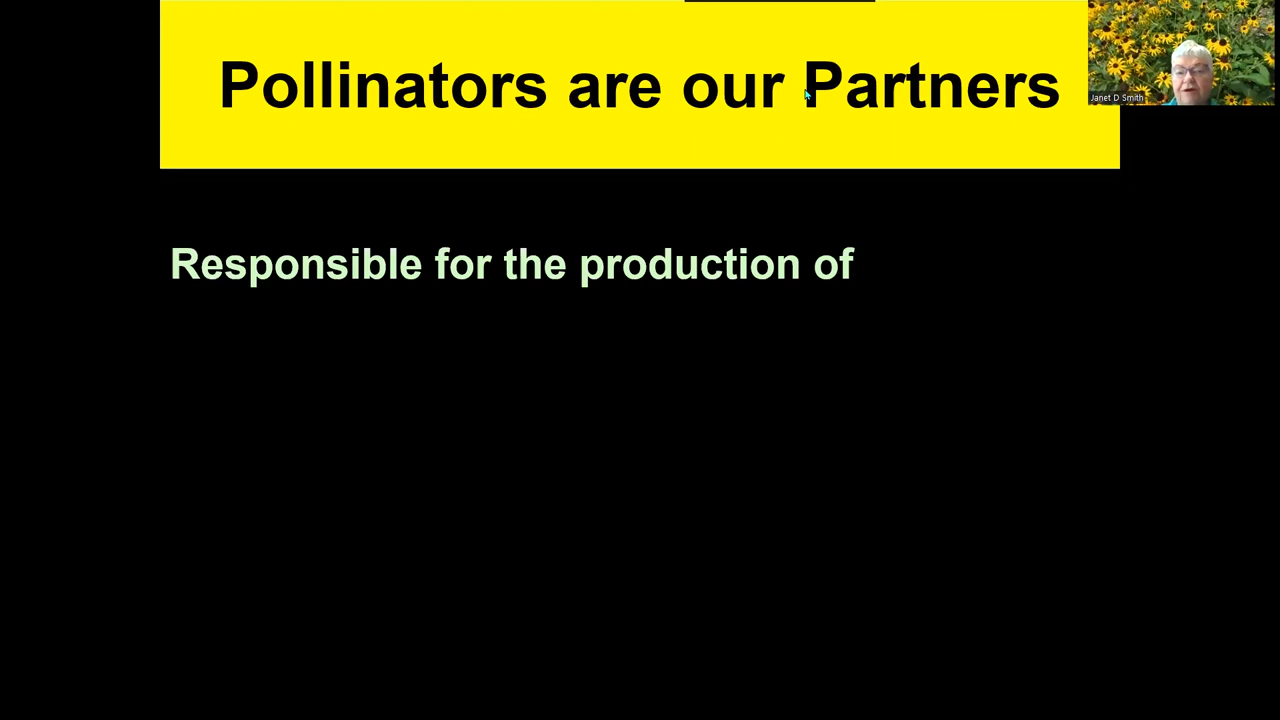 Pollinators are our Partners
Janet D Smith
Responsible for the production of